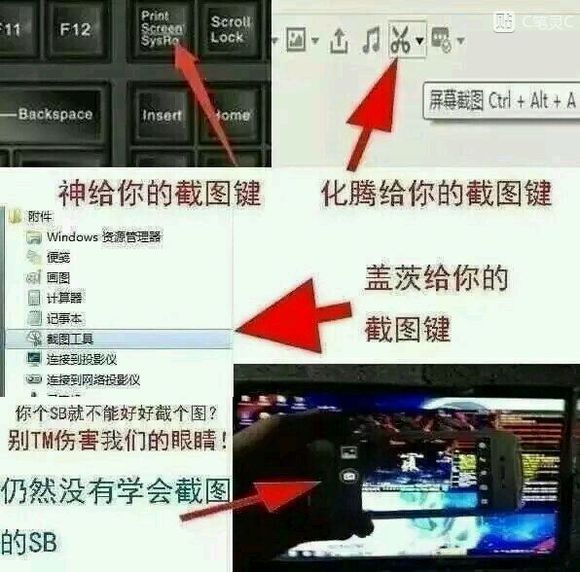 F11
F12
Print
Screen
SysRq
Scroll
Lock
Backspace
Insert
Home
贴 C笔灵C
屏幕截图 Ctrl + Alt + A
神给你的截图键
化腾给你的截图键
附件
Windows 资源管理器
便笺
画图
计算器
记事本
截图工具
连接到投影仪
连接到网络投影仪
盖茨给你的
截图键
你个SB就不能好好截个图?
别TM伤害我们的眼睛!
仍然没有学会截图
的SB